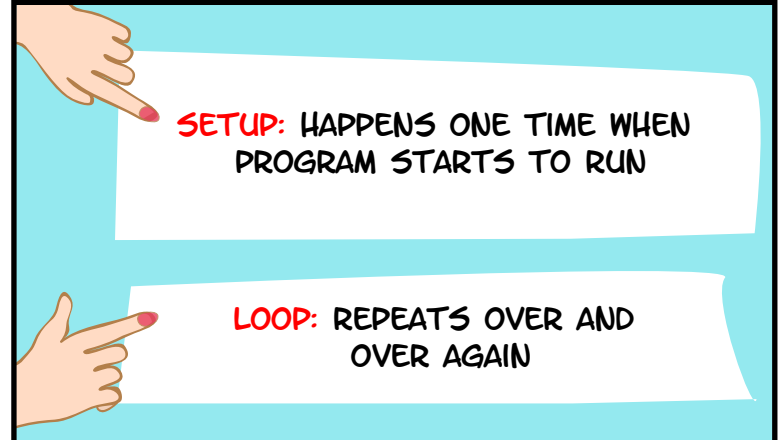 SETUP: HAPPENS ONE TIME WHEN
PROGRAM STARTS TO RUN
LOOP: REPEATS OVER AND
OVER AGAIN